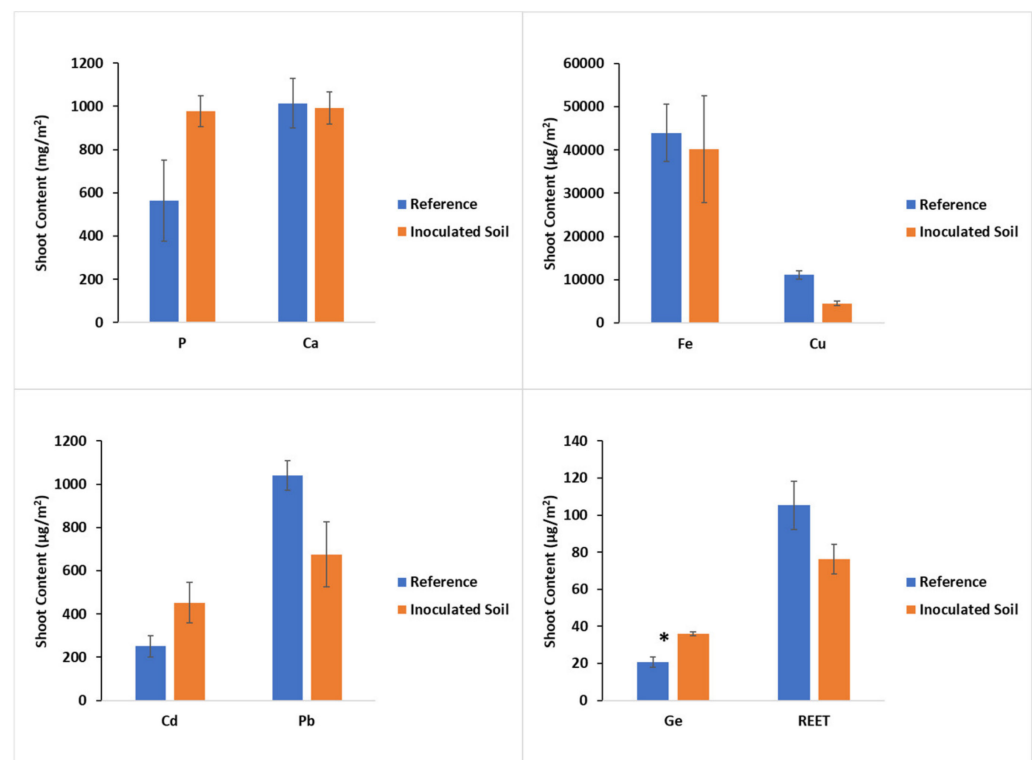 1200
1000
800
600
400
200
0
Shoot Content (mg/m²)
P Ca
Reference
Inoculated Soil
60000
50000
40000
30000
20000
10000
0
Shoot Content (µg/m²)
Fe Cu
Reference
Inoculated Soil
1200
1000
800
600
400
200
0
Shoot Content (µg/m²)
Cd Pb
Reference
Inoculated Soil
140
120
100
80
60
40
20
0
Shoot Content (µg/m²)
*
Ge REET
Reference
Inoculated Soil